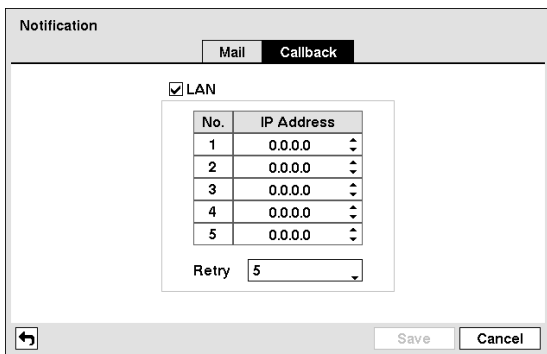 Notification
Mail Callback
LAN
No. IP Address
1 0.0.0.0
2 0.0.0.0
3 0.0.0.0
4 0.0.0.0
5 0.0.0.0
Retry 5
Save Cancel